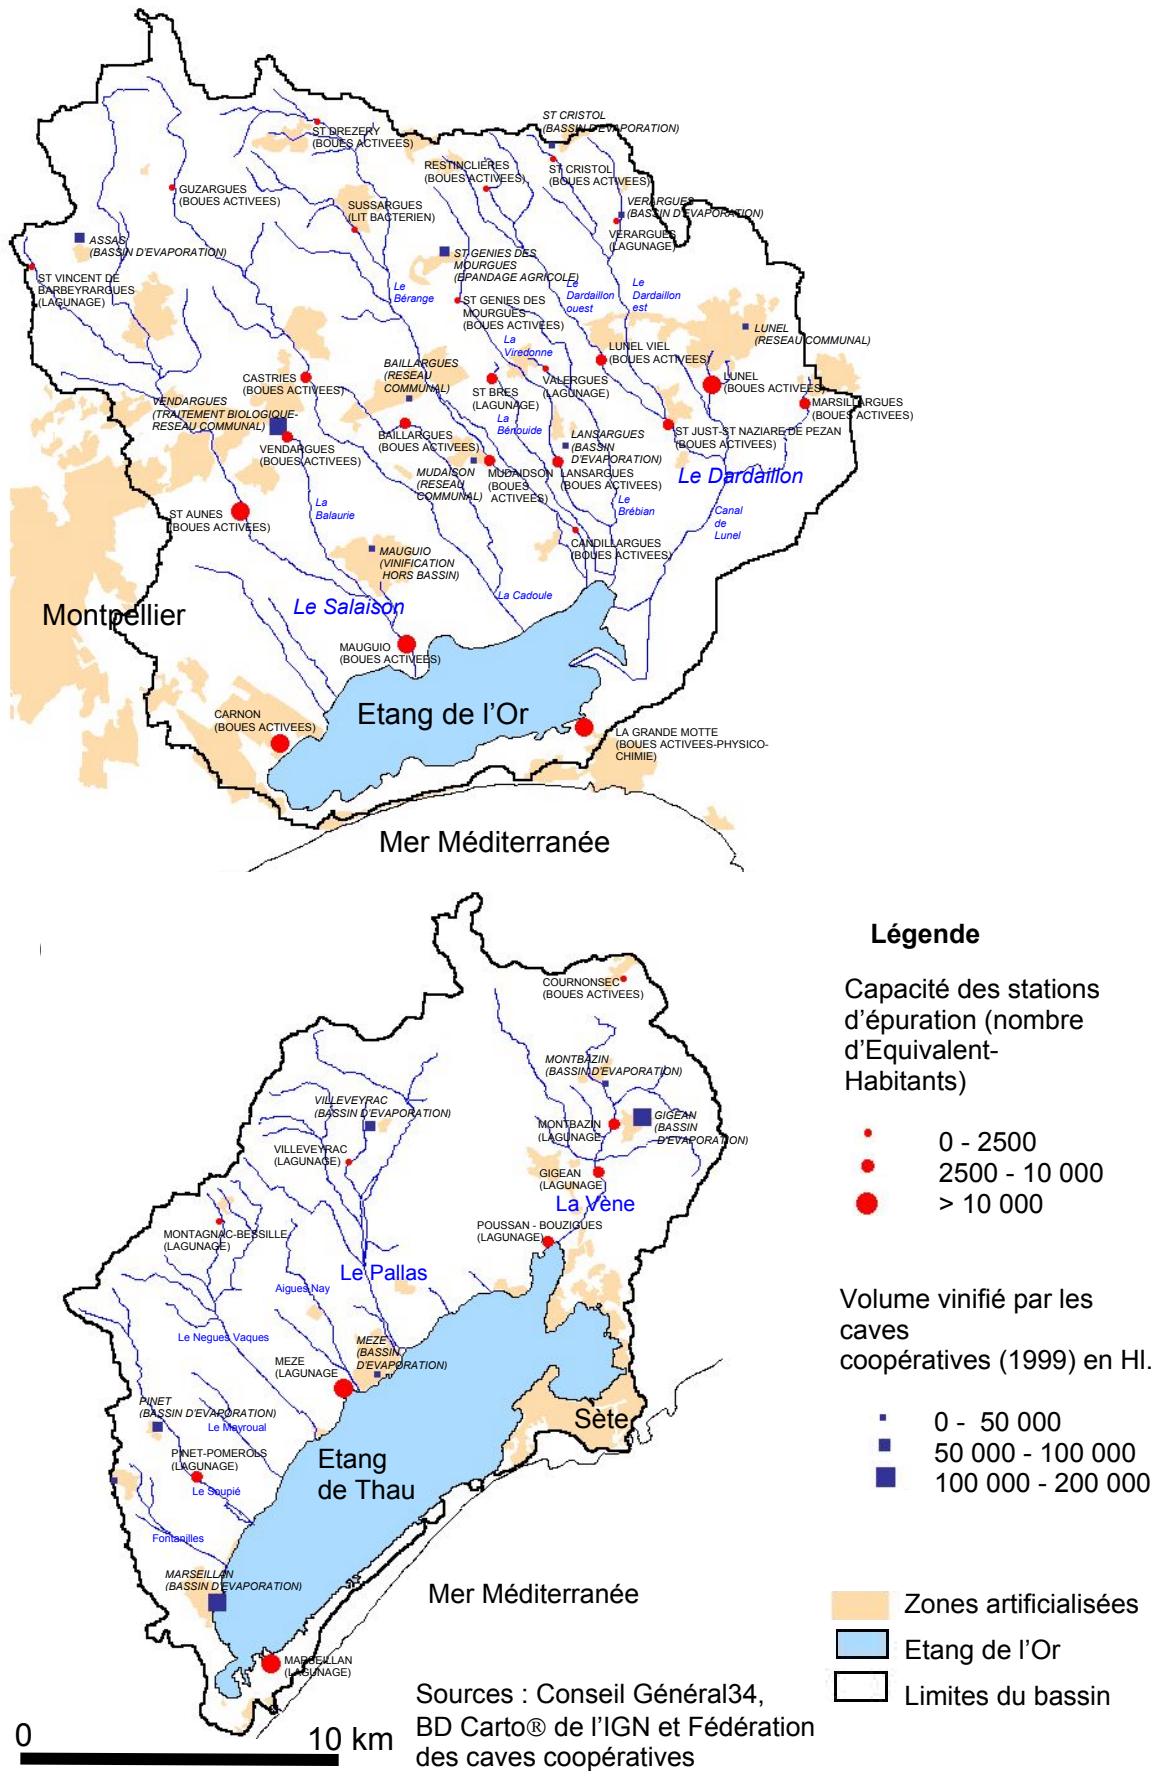 ST CRISTOL
(BASSIN D'EVAPORATION)
ST DREZERY
(BOUES ACTIVEES)
RESTINCLIERES
(BOUES ACTIVEES)
ST CRISTOL
(BOUES ACTIVEES)
GUZARGUES
(BOUES ACTIVEES)
SUSSARGUES
(LIT BACTERIEN)
VERARGUES
(BASSIN D'EVAPORATION)
VERARGUES
(LAGUNAGE)
ASSAS
(BASSIN D'EVAPORATION)
ST GENIES DES
MOURGUES
(EPANDAGE AGRICOLE)
ST VINCENT DE
BARBEYRARGUES
(LAGUNAGE)
Le
Bérange
Le
Dardaillon
ouest
Le
Dardaillon
est
ST GENIES DES
MOURGUES
(BOUES ACTIVEES)
LUNEL
(RESEAU COMMUNAL)
La
Viredonne
LUNEL VIEL
(BOUES ACTIVEES)
BAILLARGUES
(RESEAU
COMMUNAL)
CASTRIES
(BOUES ACTIVEES)
ST BRES
(LAGUNAGE)
VALERGUES
(LAGUNAGE)
LUNEL
(BOUES ACTIVEES)
MARSILLARGUES
(BOUES ACTIVEES)
VENDARGUES
(TRAITEMENT BIOLOGIQUE-
RESEAU COMMUNAL)
La
Bénouide
BAILLARGUES
(BOUES ACTIVEES)
ST JUST-ST NAZIARE DE PEZAN
(BOUES ACTIVEES)
VENDARGUES
(BOUES ACTIVEES)
LANSARGUES
(BASSIN
D'EVAPORATION)
MUDAISON
(RESEAU
COMMUNAL)
MUDAIDSON
(BOUES
ACTIVEES)
LANSARGUES
(BOUES ACTIVEES)
Le Dardaillon
La
Balaurie
Le
Brébian
Canal
de
Lunel
ST AUNES
(BOUES ACTIVEES)
CANDILLARGUES
(BOUES ACTIVEES)
MAUGUIO
(VINIFICATION
HORS BASSIN)
La Cadoule
Montpellier
Le Salaison
MAUGUIO
(BOUES ACTIVEES)
Etang de l'Or
CARNON
(BOUES ACTIVEES)
LA GRANDE MOTTE
(BOUES ACTIVEES-PHYSICO-
CHIMIE)
Mer Méditerranée
COURNONSEC
(BOUES ACTIVEES)
MONTBAZIN
(BASSIN D'EVAPORATION)
VILLEVEYRAC
(BASSIN D'EVAPORATION)
GIGEAN
(BASSIN
D'EVAPORATION)
MONTBAZIN
(LAGUNAGE
VILLEVEYRAC
(LAGUNAGE)
GIGEAN
(LAGUNAGE)
La Vène
POUSSAN - BOUZIGUES
(LAGUNAGE)
MONTAGNAC-BESSILLE
(LAGUNAGE)
Le Pallas
Aigues Nay
Le Negues Vaques
MEZE
(BASSIN
D'EVAPORATION)
MEZE
(LAGUNAGE
PINET
(BASSIN D'EVAPORATION)
Le Mayroual
Sète
PINET-POMEROLS
(LAGUNAGE)
Etang
de Thau
Le Soupié
Fontanilles
MARSEILLAN
(BASSIN D'EVAPORATION)
Mer Méditerranée
MARSEILLAN
(LAGUNAGE)
0 10 km
Sources : Conseil Général34,
BD Carto® de l'IGN et Fédération
des caves coopératives
Légende
Capacité des stations
d'épuration (nombre
d'Equivalent-
Habitants)
0 - 2500
2500 - 10 000
> 10 000
Volume vinifié par les
caves
coopératives (1999) en Hl.
0 - 50 000
50 000 - 100 000
100 000 - 200 000
Zones artificialisées
Etang de l'Or
Limites du bassin